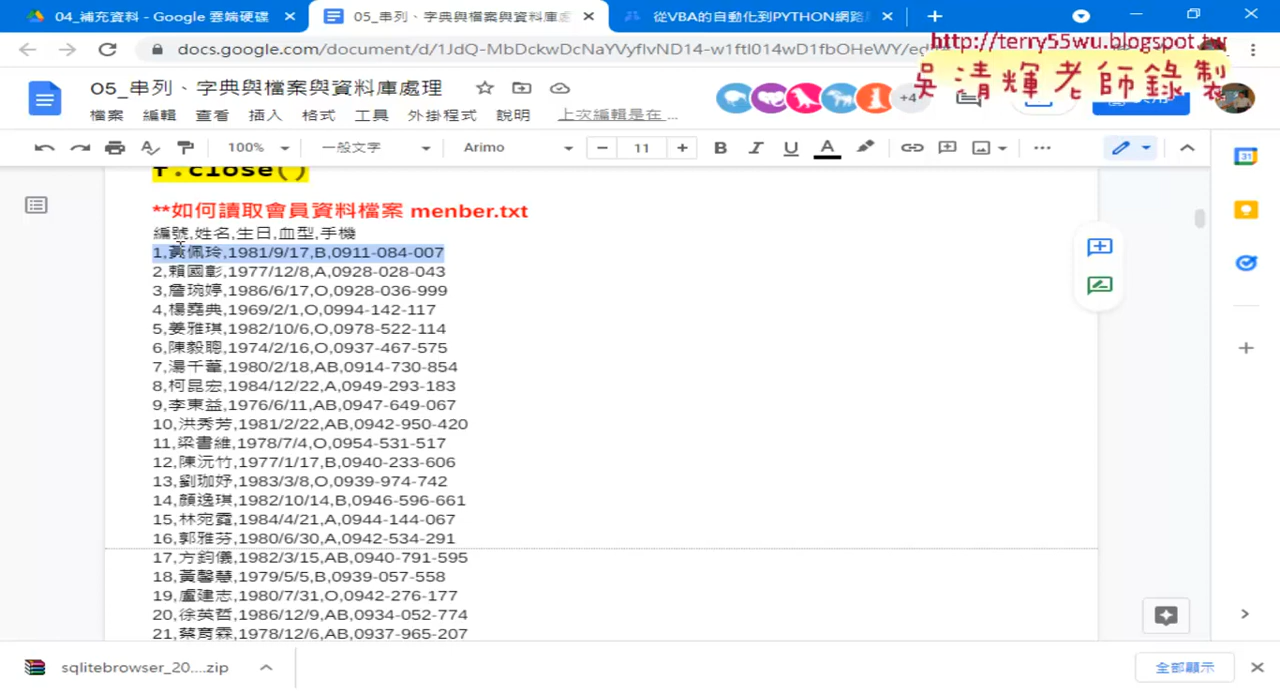 04_補充資料 - Google 雲端硬碟
05_串列、字典與檔案與資料庫處
從VBA的自動化到PYTHON網路
docs.google.com/document/d/1JdQ-MbDckwDcNaYVyflvND14-w1ftI014wD1fbOHeWY/ed
http://terry55wu.blogspot.tw
吳清輝老師錄製
05_串列、字典與檔案與資料庫處理
+4
檔案 編輯 查看 插入 格式 工具 外掛程式 說明 上次編輯是在 ...
100% 一般文字 Arimo 11 B I U A
f.close()
**如何讀取會員資料檔案 menber.txt
編號,姓名,生日,血型,手機
1,黃佩玲,1981/9/17,B,0911-084-007
2,賴國彰,1977/12/8,A,0928-028-043
3,詹琬婷,1986/6/17,O,0928-036-999
4,楊堯典,1969/2/1,O,0994-142-117
5,姜雅琪,1982/10/6,O,0978-522-114
6,陳毅聰,1974/2/16,O,0937-467-575
7,湯千葦,1980/2/18,AB,0914-730-854
8,柯昆宏,1984/12/22,A,0949-293-183
9,李東益,1976/6/11,AB,0947-649-067
10,洪秀芳,1981/2/22,AB,0942-950-420
11,梁書維,1978/7/4,O,0954-531-517
12,陳沅竹,1977/1/17,B,0940-233-606
13,劉珈妤,1983/3/8,O,0939-974-742
14,顏逸琪,1982/10/14,B,0946-596-661
15,林宛霓,1984/4/21,A,0944-144-067
16,郭雅芬,1980/6/30,A,0942-534-291
17,方鈞儀,1982/3/15,AB,0940-791-595
18,黃馨慧,1979/5/5,B,0939-057-558
19,盧建志,1980/7/31,O,0942-276-177
20,徐英哲,1986/12/9,AB,0934-052-774
21,蔡育霖,1978/12/6,AB,0937-965-207
31
sqlitebrowser_20....zip
全部顯示